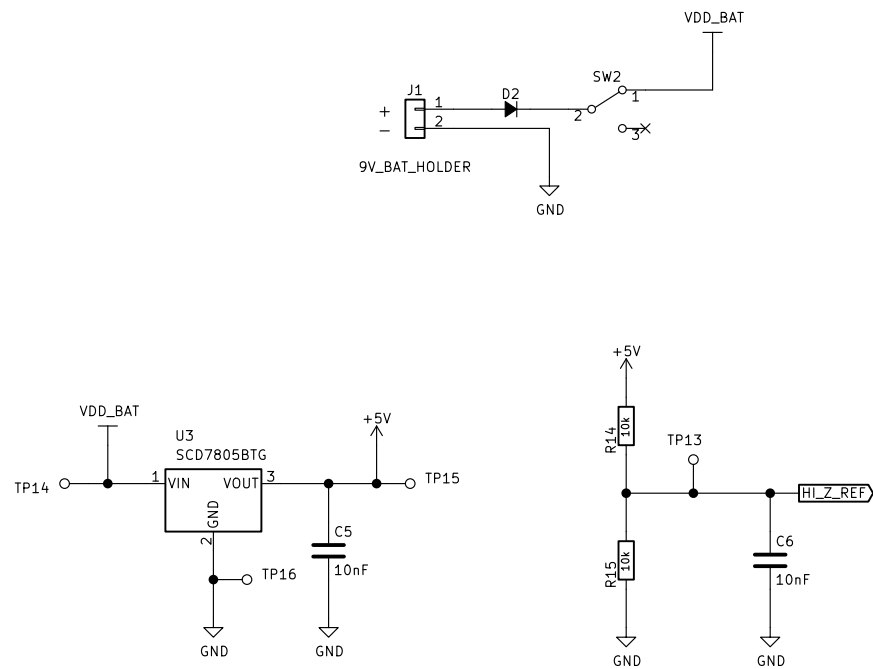 VDD_BAT
SW2
J1
D2
1
+
1
2
3
-
2
9V_BAT_HOLDER
GND
+5V
VDD_BAT
+5V
R14
10k
U3
SCD7805BTG
TP13
TP14
1
VIN
VOUT
3
TP15
HI_Z_REF
GND
2
C5
10nF
C6
10nF
R15
10k
TP16
GND
GND
GND
GND